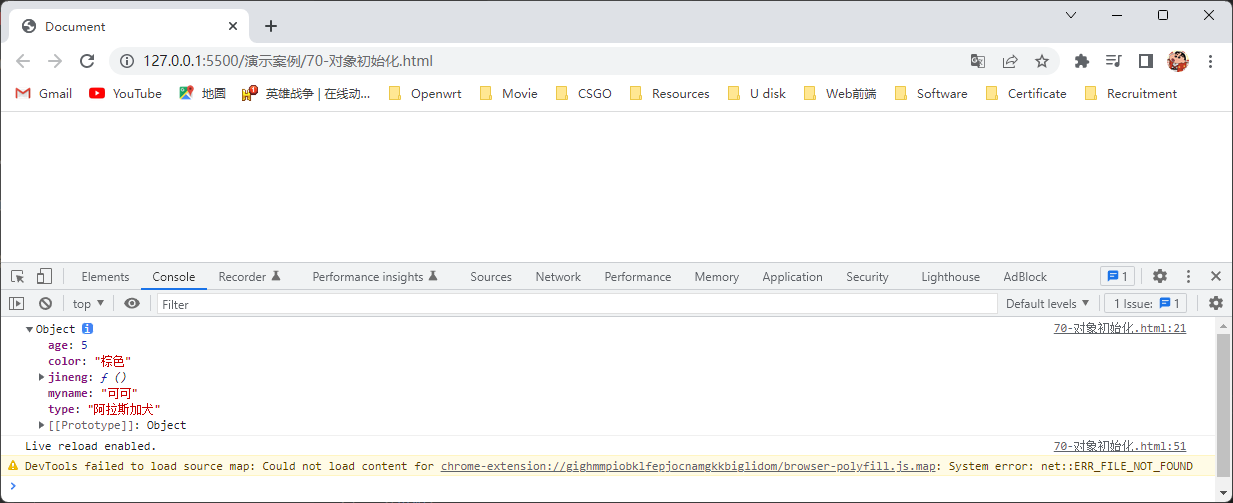 Document
127.0.0.1:5500/演示案例/70-对象初始化.html
Gmail YouTube 地图 英雄战争 | 在线动... Openwrt Movie CSGO Resources U disk Web前端 Software Certificate Recruitment
Elements Console Recorder Performance insights Sources Network Performance Memory Application Security Lighthouse AdBlock 1
top Filter Default levels 1 Issue: 1
Object i 70-对象初始化.html:21
age: 5
color: "棕色"
jineng: ƒ ()
myname: "可可"
type: "阿拉斯加犬"
[[Prototype]]: Object
Live reload enabled. 70-对象初始化.html:51
DevTools failed to load source map: Could not load content for chrome-extension://gighmmpiobklfepjocnamgkkbiglidom/browser-polyfill.js.map: System error: net::ERR_FILE_NOT_FOUND